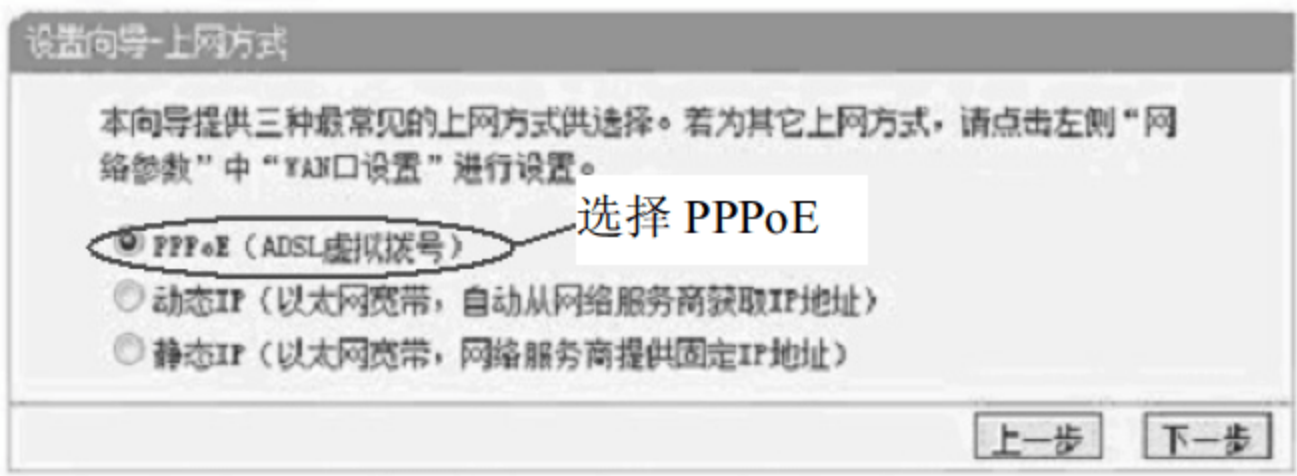 设置向导-上网方式
本向导提供三种最常见的上网方式供选择。若为其它上网方式，请点击左侧“网
络参数”中“WAN口设置”进行设置。
选择 PPPoE
PPPoE（ADSL虚拟拨号）
动态IP（以太网宽带，自动从网络服务商获取IP地址）
静态IP（以太网宽带，网络服务商提供固定IP地址）
上一步 下一步